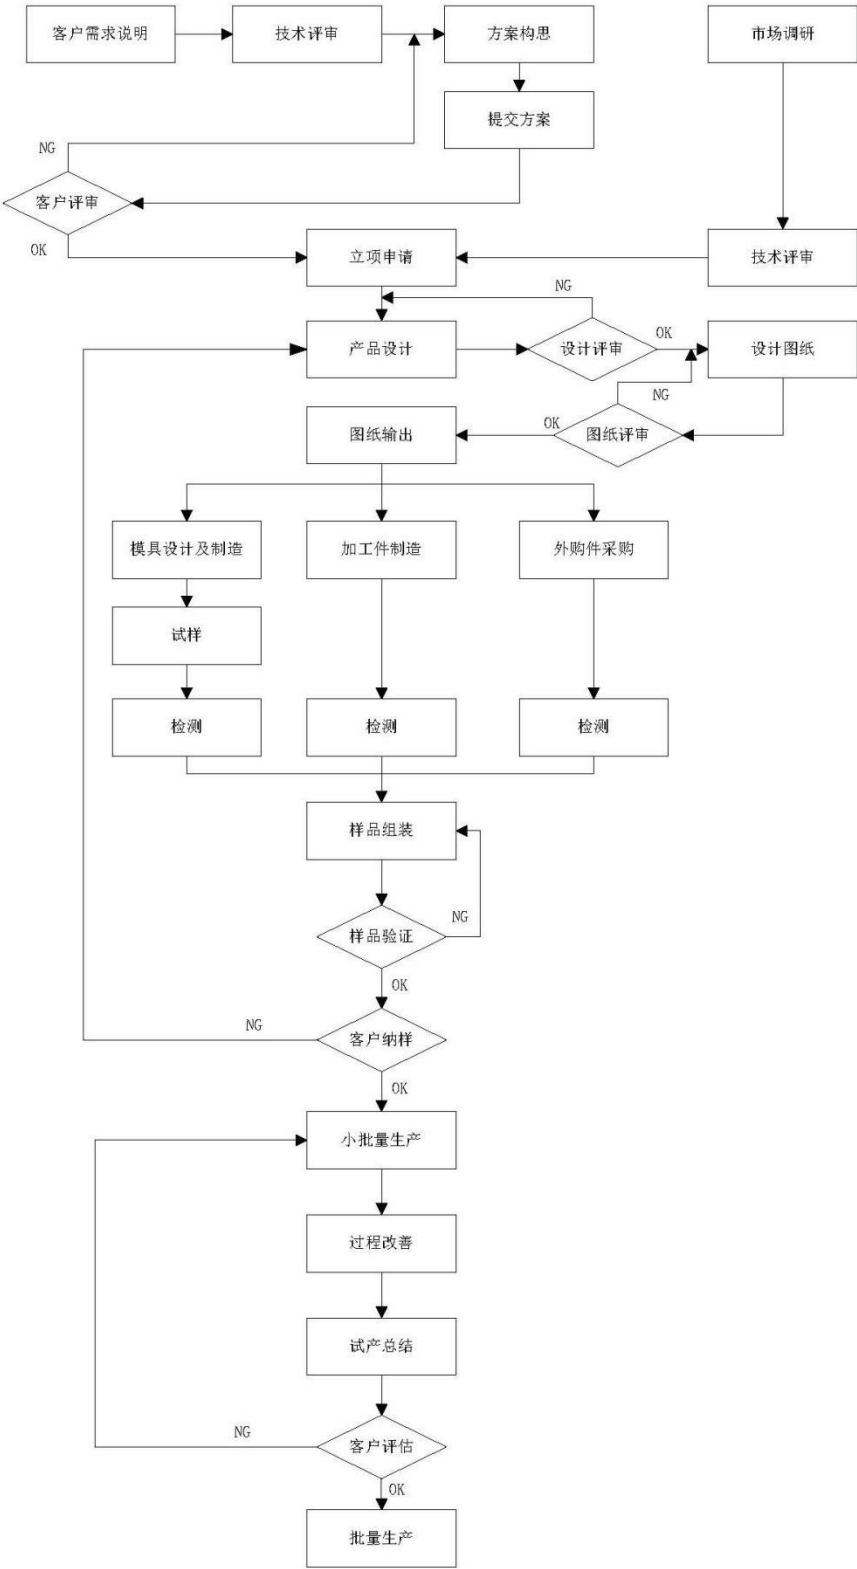 客户需求说明
技术评审
方案构思
市场调研
提交方案
NG
客户评审
OK
立项申请
技术评审
NG
产品设计
设计评审
OK
设计图纸
NG
图纸输出
OK
图纸评审
模具设计及制造
加工件制造
外购件采购
试样
检测
检测
检测
样品组装
NG
样品验证
OK
NG
客户纳样
OK
小批量生产
过程改善
试产总结
NG
客户评估
OK
批量生产